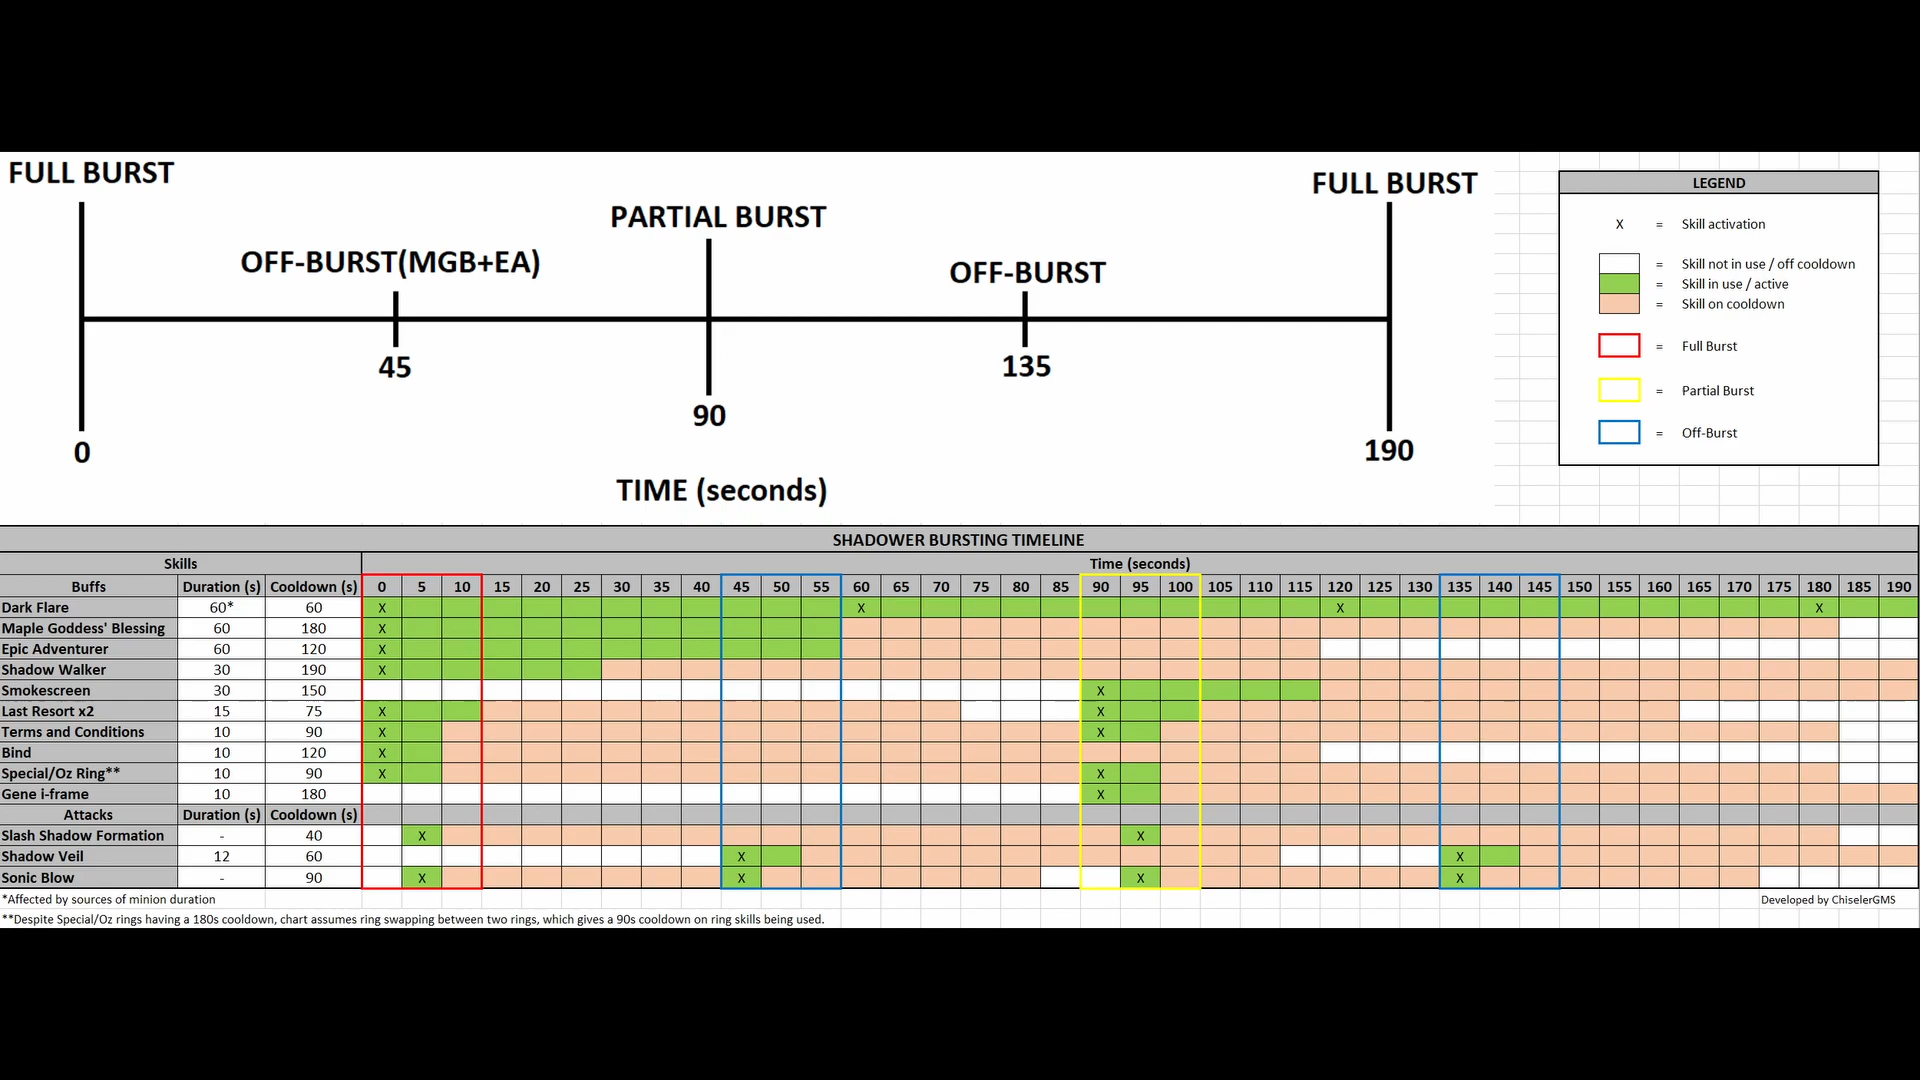 FULL BURST
OFF-BURST(MGB+EA)
PARTIAL BURST
OFF-BURST
FULL BURST
0
45
90
135
190
TIME (seconds)
LEGEND
X = Skill activation
= Skill not in use / off cooldown
= Skill in use / active
= Skill on cooldown
= Full Burst
= Partial Burst
= Off-Burst
SHADOWER BURSTING TIMELINE
Skills Time (seconds)
Buffs Duration (s) Cooldown (s) 0 5 10 15 20 25 30 35 40 45 50 55 60 65 70 75 80 85 90 95 100 105 110 115 120 125 130 135 140 145 150 155 160 165 170 175 180 185 190
Dark Flare 60* 60 X X X X
Maple Goddess' Blessing 60 180 X
Epic Adventurer 60 120 X
Shadow Walker 30 190 X
Smokescreen 30 150 X
Last Resort x2 15 75 X X
Terms and Conditions 10 90 X X
Bind 10 120 X
Special/Oz Ring** 10 90 X X
Gene i-frame 10 180 X
Attacks Duration (s) Cooldown (s)
Slash Shadow Formation - 40 X X
Shadow Veil 12 60 X X
Sonic Blow - 90 X X X X
*Affected by sources of minion duration Developed by ChiselerGMS
**Despite Special/Oz rings having a 180s cooldown, chart assumes ring swapping between two rings, which gives a 90s cooldown on ring skills being used.